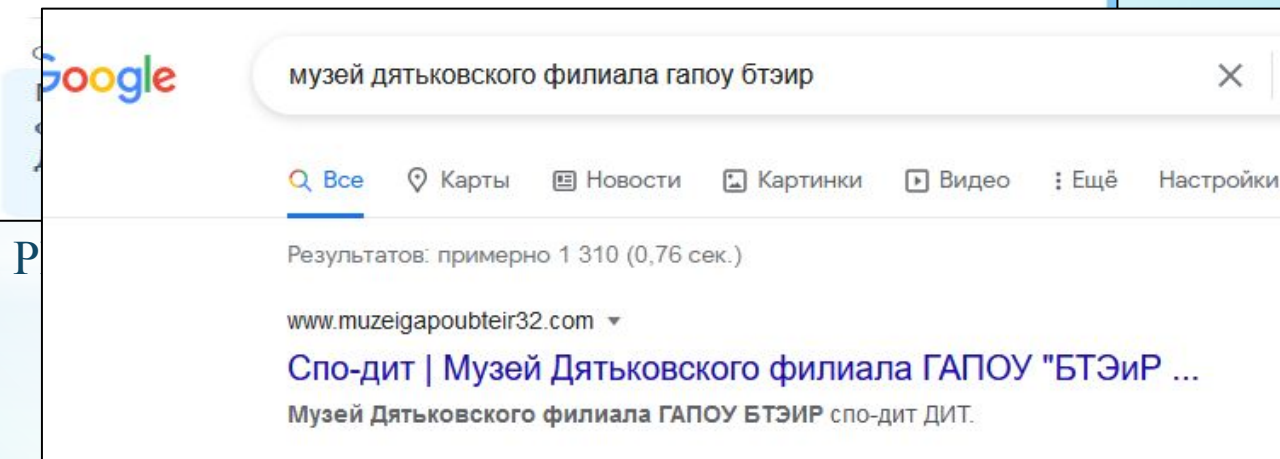 Google
музей дятьковского филиала гапоу бтэир
Все Карты Новости Картинки Видео Ещё Настройки
Результатов: примерно 1 310 (0,76 сек.)
www.muzeigapoubteir32.com
Спо-дит | Музей Дятьковского филиала ГАПОУ "БТЭиР ...
Музей Дятьковского филиала ГАПОУ БТЭИР спо-дит ДИТ.